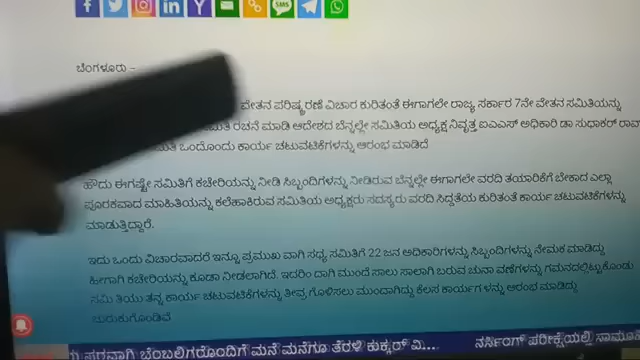 SMS
ಬೆಂಗಳೂರು –
ವೇತನ ಪರಿಷ್ಕರಣೆ ವಿಚಾರ ಕುರಿತಂತೆ ಈಗಾಗಲೇ ರಾಜ್ಯ ಸರ್ಕಾರ 7ನೇ ವೇತನ ಸಮಿತಿಯನ್ನು
ರಚನೆ ಮಾಡಿ ಆದೇಶದ ಬೆನ್ನಲ್ಲೇ ಸಮಿತಿಯ ಅಧ್ಯಕ್ಷ ನಿವೃತ್ತ ಐಎಎಸ್ ಅಧಿಕಾರಿ ಡಾ ಸುಧಾಕರ್ ರಾವ್
ಒಂದೊಂದು ಕಾರ್ಯ ಚಟುವಟಿಕೆಗಳನ್ನು ಆರಂಭ ಮಾಡಿದೆ
ಹೌದು ಈಗಷ್ಟೇ ಸಮಿತಿಗೆ ಕಚೇರಿಯನ್ನು ನೀಡಿ ಸಿಬ್ಬಂದಿಗಳನ್ನು ನೀಡಿರುವ ಬೆನ್ನಲ್ಲೇ ಈಗಾಗಲೇ ವರದಿ ತಯಾರಿಕೆಗೆ ಬೇಕಾದ ಎಲ್ಲಾ
ಪೂರಕವಾದ ಮಾಹಿತಿಯನ್ನು ಕಲೆಹಾಕಿರುವ ಸಮಿತಿಯ ಅಧ್ಯಕ್ಷರು ಸದಸ್ಯರು ವರದಿ ಸಿದ್ದತೆಯ ಕುರಿತಂತೆ ಕಾರ್ಯ ಚಟುವಟಿಕೆಗಳನ್ನು
ಮಾಡುತ್ತಿದ್ದಾರೆ.
ಇದು ಒಂದು ವಿಚಾರವಾದರೆ ಇನ್ನೂ ಪ್ರಮುಖ ವಾಗಿ ಸಧ್ಯ ಸಮಿತಿಗೆ 22 ಜನ ಅಧಿಕಾರಿಗಳನ್ನು ಸಿಬ್ಬಂದಿಗಳನ್ನು ನೇಮಕ ಮಾಡಿದ್ದು
ಹೀಗಾಗಿ ಕಚೇರಿಯನ್ನು ಕೂಡಾ ನೀಡಲಾಗಿದೆ. ಇದರಿಂ ದಾಗಿ ಮುಂದೆ ಸಾಲು ಸಾಲಾಗಿ ಬರುವ ಚುನಾ ವಣೆಗಳನ್ನು ಗಮನದಲ್ಲಿಟ್ಟುಕೊಂಡು
ಸಮಿ ತಿಯು ತನ್ನ ಕಾರ್ಯ ಚಟುವಟಿಕೆಗಳನ್ನು ತೀವ್ರ ಗೊಳಿಸಲು ಮುಂದಾಗಿದ್ದು ಕೆಲಸ ಕಾರ್ಯಗಳನ್ನು ಆರಂಭ ಮಾಡಿದ್ದು
ಚುರುಕುಗೊಂಡಿವೆ
ಪರವಾಗಿ ಬೆಂಬಲಿಗರೊಂದಿಗೆ ಮನೆ ಮನೆಗೂ ತೆರಳಿ ಕುಕ್ಕರ್ ವಿ... ನರ್ಸಿಂಗ್ ಪರೀಕ್ಷೆಯಲ್ಲಿ